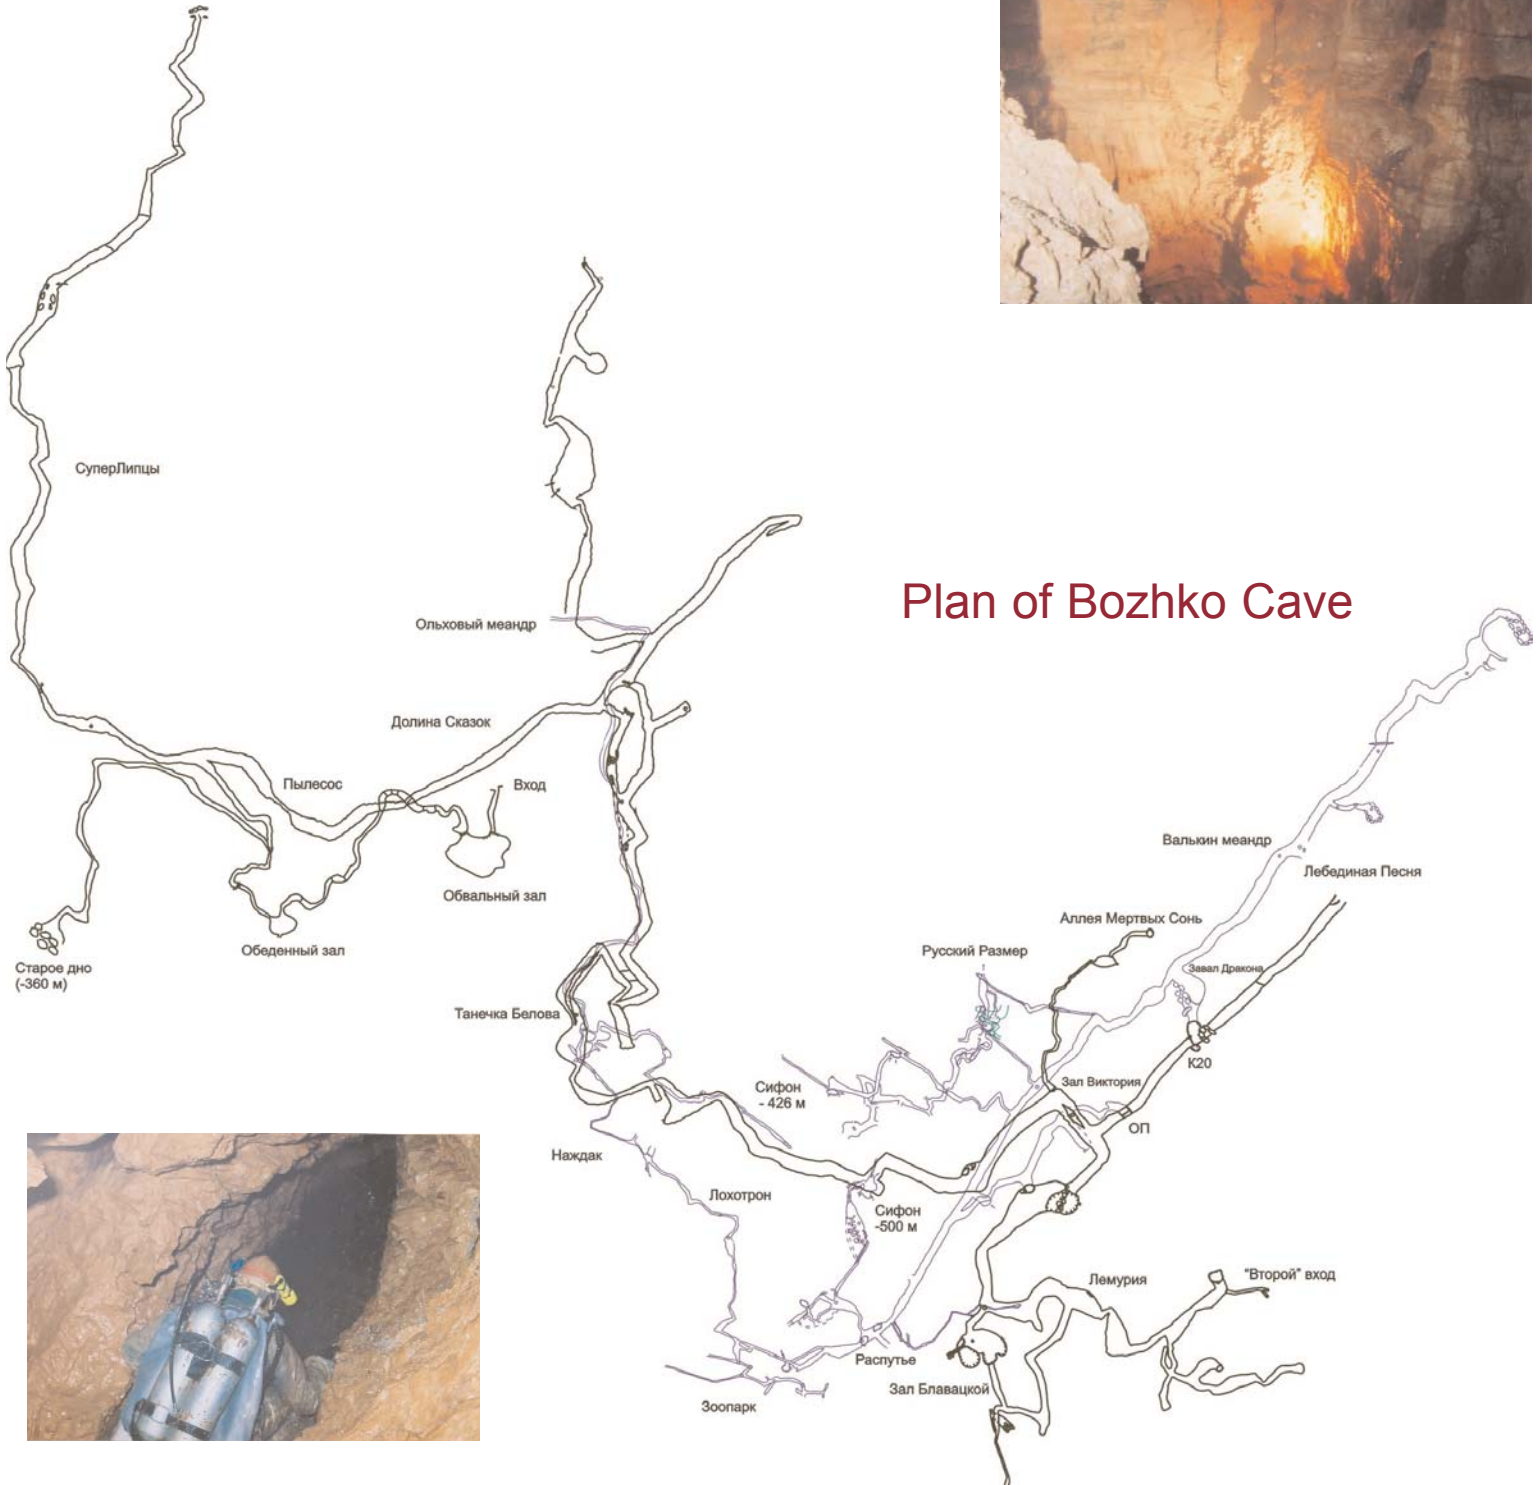 СуперЛипцы
Plan of Bozhko Cave
Ольховый меандр
Долина Сказок
Пылесос
Вход
Валькин меандр
Лебединая Песня
Обвальный зал
Аллея Мертвых Сонь
Обеденный зал
Русский Размер
Старое дно
(-360 м)
Завал Дракона
Танечка Белова
К20
Зал Виктория
Сифон
- 426 м
ОП
Наждак
Лохотрон
Сифон
-500 м
Лемурия
"Второй" вход
Распутье
Зал Блавацкой
Зоопарк